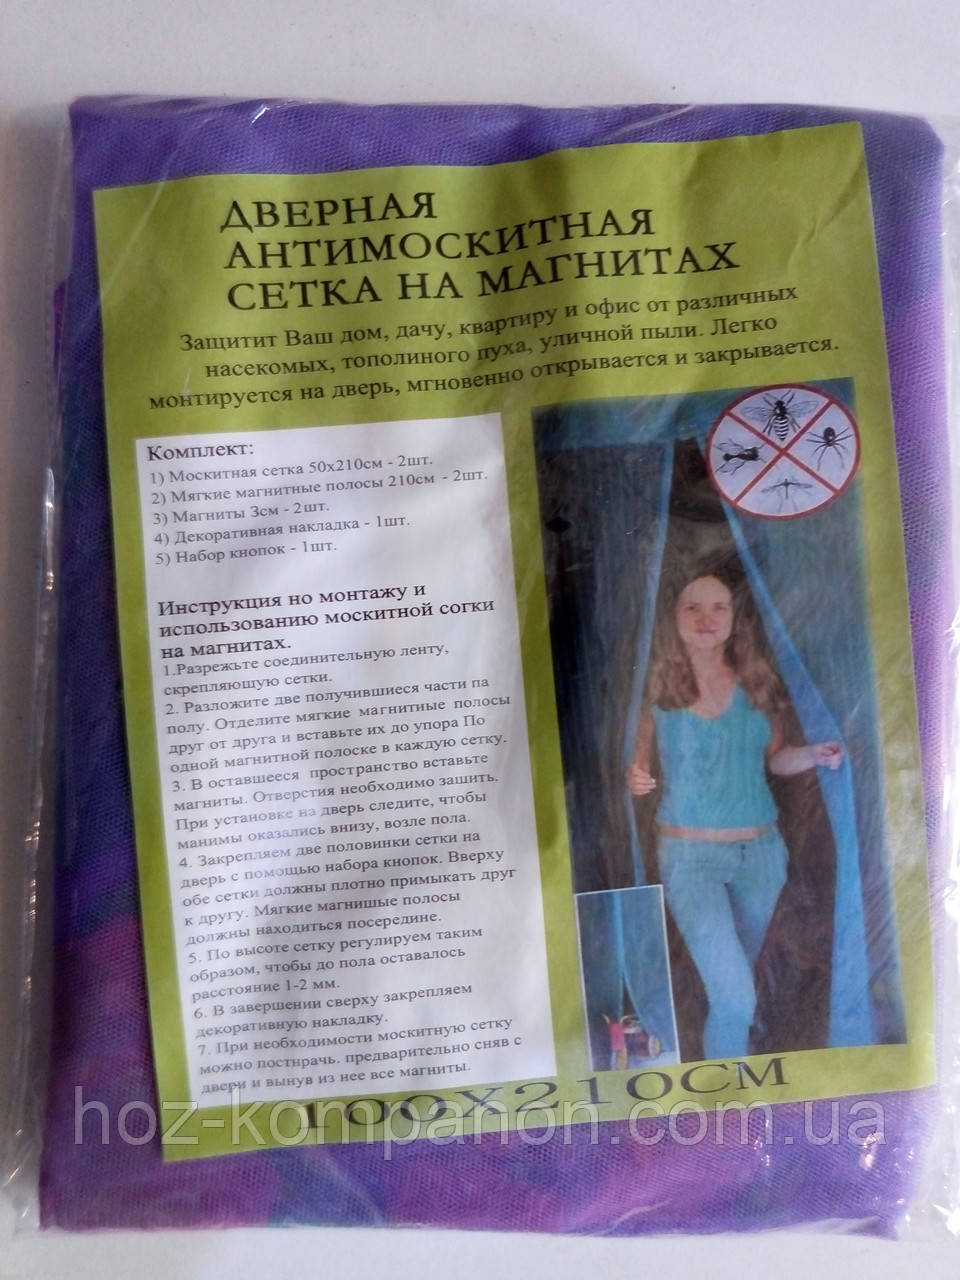 ДВЕРНАЯ
АНТИМОСКИТНАЯ
СЕТКА НА МАГНИТАХ
Защитит Ваш дом, дачу, квартиру и офис от различных
насекомых, тополиного пуха, уличной пыли. Легко
монтируется на дверь, мгновенно открывается и закрывается.
Комплект:
1) Москитная сетка 50х210см - 2шт.
2) Мягкие магнитные полосы 210см - 2шт.
3) Магниты 3см - 2шт.
4) Декоративная накладка - 1шт.
5) Набор кнопок - 1шт.
Инструкция но монтажу и
использованию москитной согки
на магнитах.
1.Разрежьте соединительную ленту,
скрепляющую сетки.
2. Разложите две получившиеся части па
полу. Отделите мягкие магнитиые полосы
друг от друга и вставьте их до упора По
одной магнитной полоске в каждую сетку.
3. В оставшееся пространство вставьте
магниты. Отверстия необходимо зашить.
При установке на дверь следите, чтобы
манимы оказались внизу, возле пола.
4. Закрепляем две половинки сетки на
дверь с помощью набора кнопок. Вверху
обе сетки должны плотно примыкать друг
к другу. Мягкие магнишые полосы
должны находиться посередине.
5. По высоте сетку регулируем таким
образом, чтобы до пола оставалось
расстояние 1-2 мм.
6. В завершении сверху закрепляем
декоративную накладку.
7. При необходимости москитную сетку
можно постнрачь. предварительно сняв с
двери и вынув из нее все магниты.
100X210СМ
hoz-kompanon.com.ua